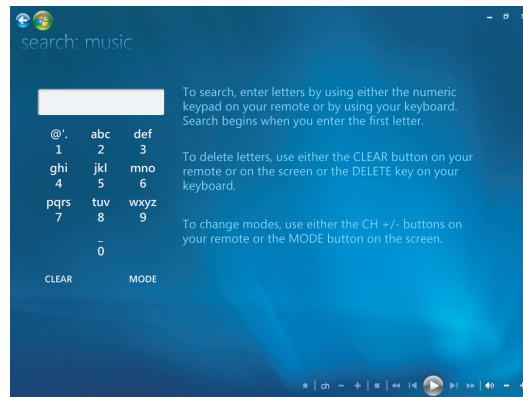 search: music
To search, enter letters by using either the numeric
keypad on your remote or by using your keyboard.
Search begins when you enter the first letter.
To delete letters, use either the CLEAR button on your
remote or on the screen or the DELETE key on your
keyboard.
To change modes, use either the CH +/- buttons on
your remote or the MODE button on the screen.
@'. abc def
1 2 3
ghi jkl mno
4 5 6
pqrs tuv wxyz
7 8 9
_
0
CLEAR MODE
ch - +
- +